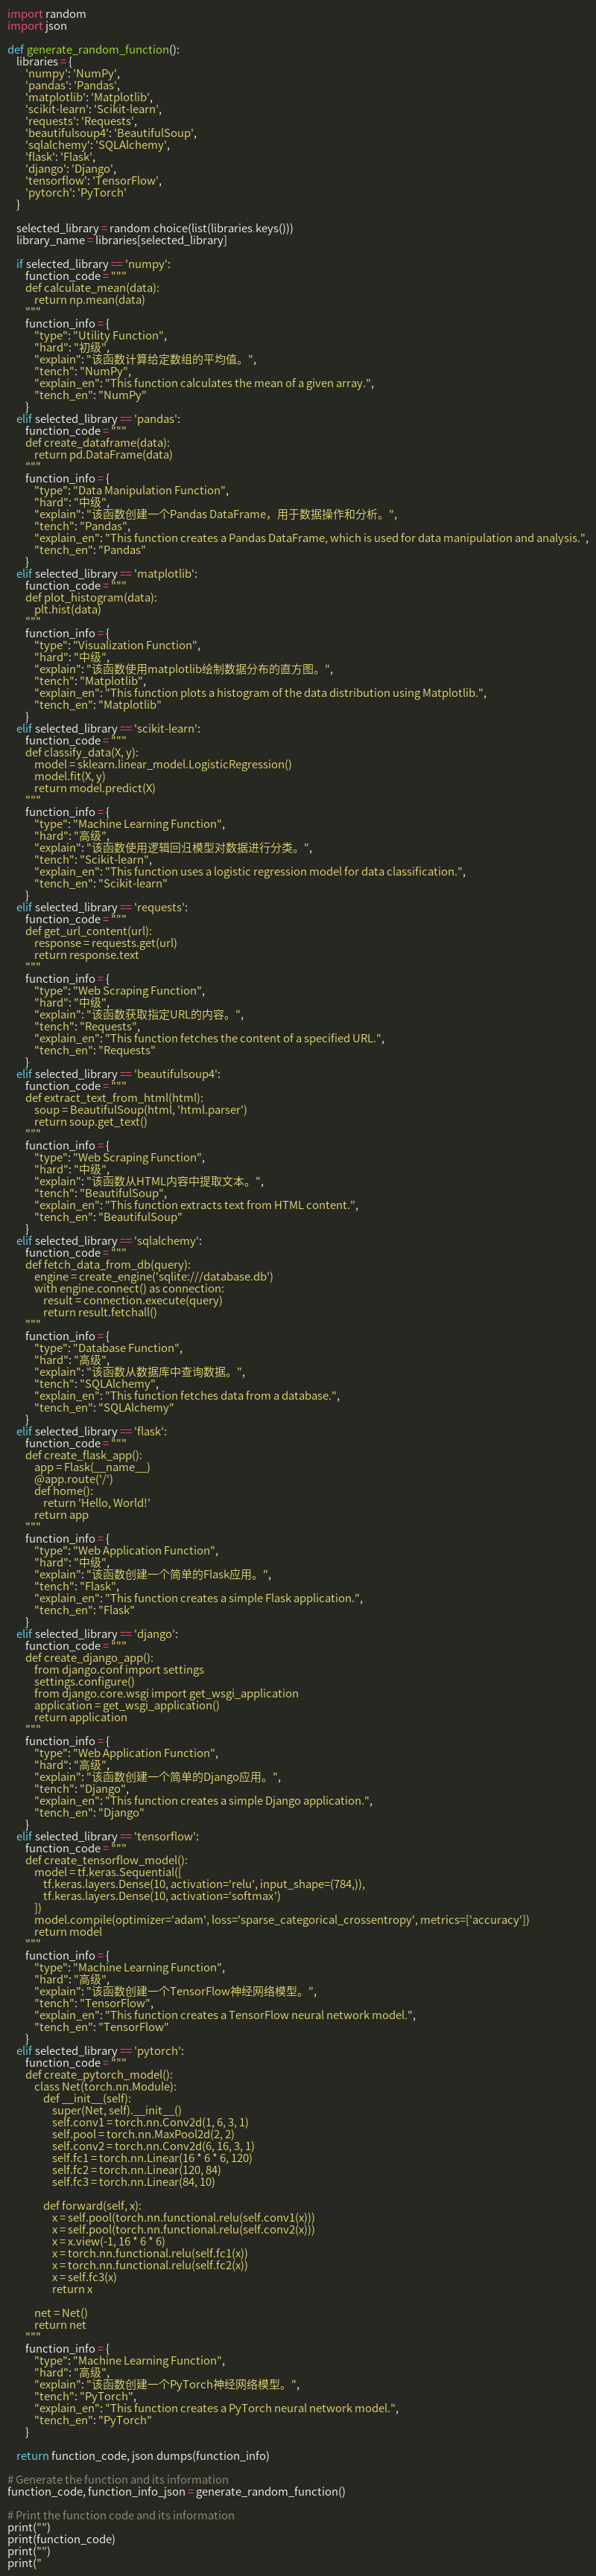 import random
import json

def generate_random_function():
    libraries = {
        'numpy': 'NumPy',
        'pandas': 'Pandas',
        'matplotlib': 'Matplotlib',
        'scikit-learn': 'Scikit-learn',
        'requests': 'Requests',
        'beautifulsoup4': 'BeautifulSoup',
        'sqlalchemy': 'SQLAlchemy',
        'flask': 'Flask',
        'django': 'Django',
        'tensorflow': 'TensorFlow',
        'pytorch': 'PyTorch'
    }

    selected_library = random.choice(list(libraries.keys()))
    library_name = libraries[selected_library]

    if selected_library == 'numpy':
        function_code = """
        def calculate_mean(data):
            return np.mean(data)
        """
        function_info = {
            "type": "Utility Function",
            "hard": "初级",
            "explain": "该函数计算给定数组的平均值。",
            "tench": "NumPy",
            "explain_en": "This function calculates the mean of a given array.",
            "tench_en": "NumPy"
        }
    elif selected_library == 'pandas':
        function_code = """
        def create_dataframe(data):
            return pd.DataFrame(data)
        """
        function_info = {
            "type": "Data Manipulation Function",
            "hard": "中级",
            "explain": "该函数创建一个Pandas DataFrame，用于数据操作和分析。",
            "tench": "Pandas",
            "explain_en": "This function creates a Pandas DataFrame, which is used for data manipulation and analysis.",
            "tench_en": "Pandas"
        }
    elif selected_library == 'matplotlib':
        function_code = """
        def plot_histogram(data):
            plt.hist(data)
        """
        function_info = {
            "type": "Visualization Function",
            "hard": "中级",
            "explain": "该函数使用matplotlib绘制数据分布的直方图。",
            "tench": "Matplotlib",
            "explain_en": "This function plots a histogram of the data distribution using Matplotlib.",
            "tench_en": "Matplotlib"
        }
    elif selected_library == 'scikit-learn':
        function_code = """
        def classify_data(X, y):
            model = sklearn.linear_model.LogisticRegression()
            model.fit(X, y)
            return model.predict(X)
        """
        function_info = {
            "type": "Machine Learning Function",
            "hard": "高级",
            "explain": "该函数使用逻辑回归模型对数据进行分类。",
            "tench": "Scikit-learn",
            "explain_en": "This function uses a logistic regression model for data classification.",
            "tench_en": "Scikit-learn"
        }
    elif selected_library == 'requests':
        function_code = """
        def get_url_content(url):
            response = requests.get(url)
            return response.text
        """
        function_info = {
            "type": "Web Scraping Function",
            "hard": "中级",
            "explain": "该函数获取指定URL的内容。",
            "tench": "Requests",
            "explain_en": "This function fetches the content of a specified URL.",
            "tench_en": "Requests"
        }
    elif selected_library == 'beautifulsoup4':
        function_code = """
        def extract_text_from_html(html):
            soup = BeautifulSoup(html, 'html.parser')
            return soup.get_text()
        """
        function_info = {
            "type": "Web Scraping Function",
            "hard": "中级",
            "explain": "该函数从HTML内容中提取文本。",
            "tench": "BeautifulSoup",
            "explain_en": "This function extracts text from HTML content.",
            "tench_en": "BeautifulSoup"
        }
    elif selected_library == 'sqlalchemy':
        function_code = """
        def fetch_data_from_db(query):
            engine = create_engine('sqlite:///database.db')
            with engine.connect() as connection:
                result = connection.execute(query)
                return result.fetchall()
        """
        function_info = {
            "type": "Database Function",
            "hard": "高级",
            "explain": "该函数从数据库中查询数据。",
            "tench": "SQLAlchemy",
            "explain_en": "This function fetches data from a database.",
            "tench_en": "SQLAlchemy"
        }
    elif selected_library == 'flask':
        function_code = """
        def create_flask_app():
            app = Flask(__name__)
            @app.route('/')
            def home():
                return 'Hello, World!'
            return app
        """
        function_info = {
            "type": "Web Application Function",
            "hard": "中级",
            "explain": "该函数创建一个简单的Flask应用。",
            "tench": "Flask",
            "explain_en": "This function creates a simple Flask application.",
            "tench_en": "Flask"
        }
    elif selected_library == 'django':
        function_code = """
        def create_django_app():
            from django.conf import settings
            settings.configure()
            from django.core.wsgi import get_wsgi_application
            application = get_wsgi_application()
            return application
        """
        function_info = {
            "type": "Web Application Function",
            "hard": "高级",
            "explain": "该函数创建一个简单的Django应用。",
            "tench": "Django",
            "explain_en": "This function creates a simple Django application.",
            "tench_en": "Django"
        }
    elif selected_library == 'tensorflow':
        function_code = """
        def create_tensorflow_model():
            model = tf.keras.Sequential([
                tf.keras.layers.Dense(10, activation='relu', input_shape=(784,)),
                tf.keras.layers.Dense(10, activation='softmax')
            ])
            model.compile(optimizer='adam', loss='sparse_categorical_crossentropy', metrics=['accuracy'])
            return model
        """
        function_info = {
            "type": "Machine Learning Function",
            "hard": "高级",
            "explain": "该函数创建一个TensorFlow神经网络模型。",
            "tench": "TensorFlow",
            "explain_en": "This function creates a TensorFlow neural network model.",
            "tench_en": "TensorFlow"
        }
    elif selected_library == 'pytorch':
        function_code = """
        def create_pytorch_model():
            class Net(torch.nn.Module):
                def __init__(self):
                    super(Net, self).__init__()
                    self.conv1 = torch.nn.Conv2d(1, 6, 3, 1)
                    self.pool = torch.nn.MaxPool2d(2, 2)
                    self.conv2 = torch.nn.Conv2d(6, 16, 3, 1)
                    self.fc1 = torch.nn.Linear(16 * 6 * 6, 120)
                    self.fc2 = torch.nn.Linear(120, 84)
                    self.fc3 = torch.nn.Linear(84, 10)

                def forward(self, x):
                    x = self.pool(torch.nn.functional.relu(self.conv1(x)))
                    x = self.pool(torch.nn.functional.relu(self.conv2(x)))
                    x = x.view(-1, 16 * 6 * 6)
                    x = torch.nn.functional.relu(self.fc1(x))
                    x = torch.nn.functional.relu(self.fc2(x))
                    x = self.fc3(x)
                    return x

            net = Net()
            return net
        """
        function_info = {
            "type": "Machine Learning Function",
            "hard": "高级",
            "explain": "该函数创建一个PyTorch神经网络模型。",
            "tench": "PyTorch",
            "explain_en": "This function creates a PyTorch neural network model.",
            "tench_en": "PyTorch"
        }

    return function_code, json.dumps(function_info)

# Generate the function and its information
function_code, function_info_json = generate_random_function()

# Print the function code and its information
print("")
print(function_code)
print("")
print("